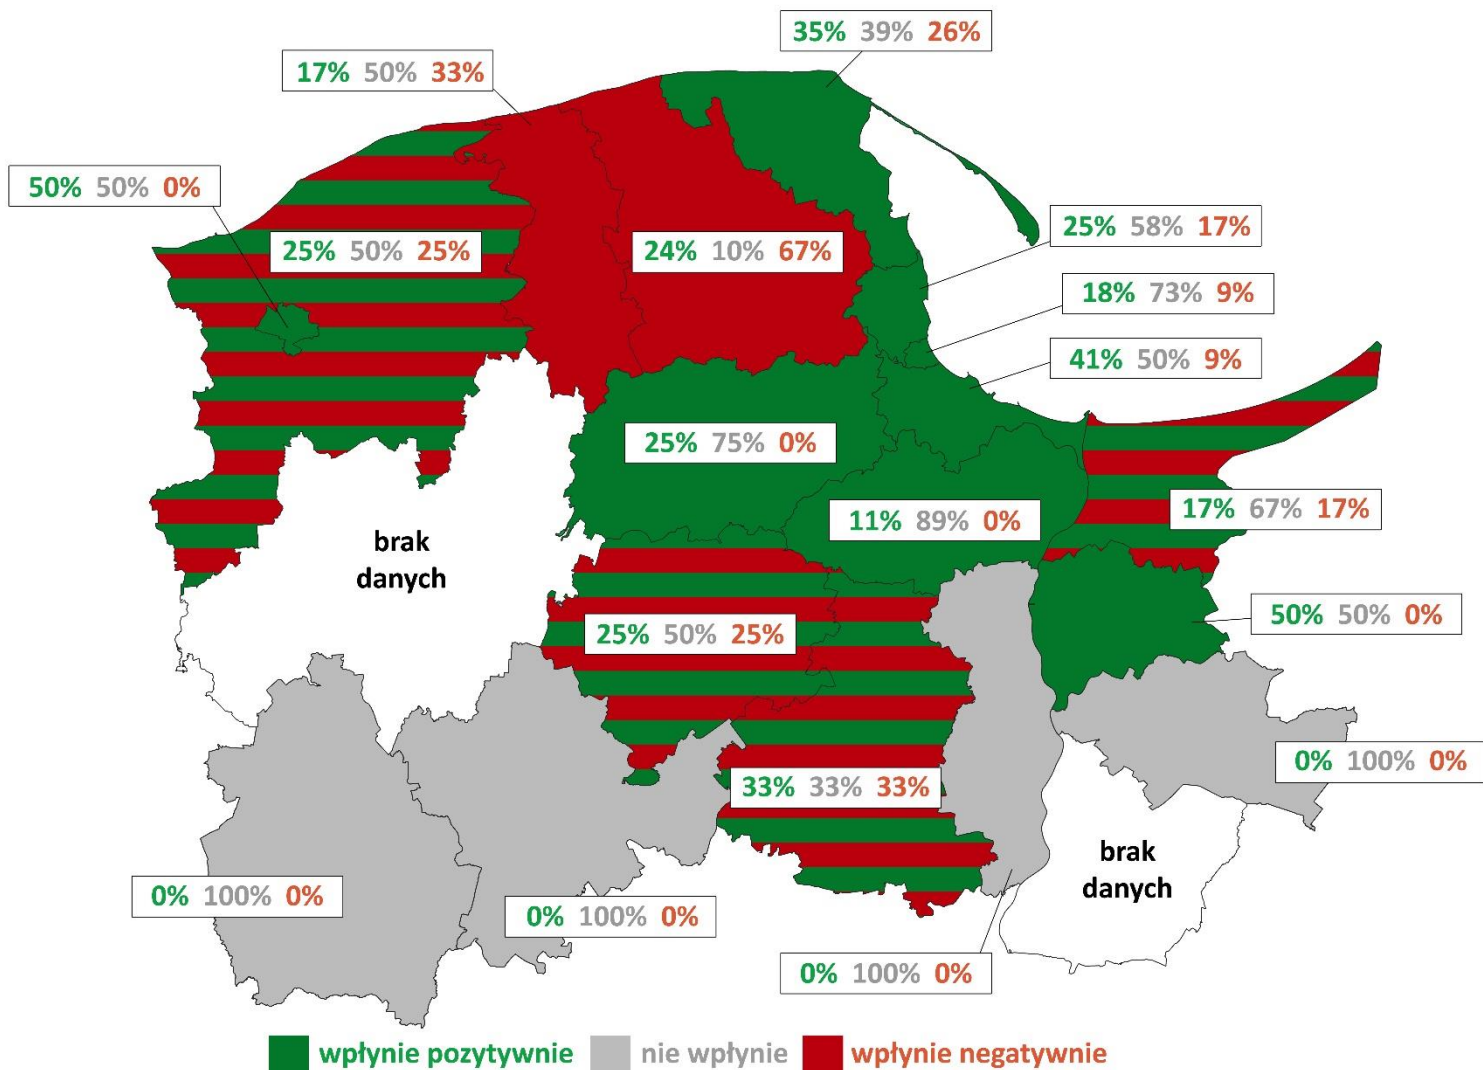 35% 39% 26%
17% 50% 33%
50% 50% 0%
25% 58% 17%
25% 50% 25%
24% 10% 67%
18% 73% 9%
41% 50% 9%
25% 75% 0%
17% 67% 17%
11% 89% 0%
brak
danych
50% 50% 0%
25% 50% 25%
0% 100% 0%
33% 33% 33%
brak
danych
0% 100% 0%
0% 100% 0%
0% 100% 0%
wpłynie pozytywnie nie wpłynie wpłynie negatywnie